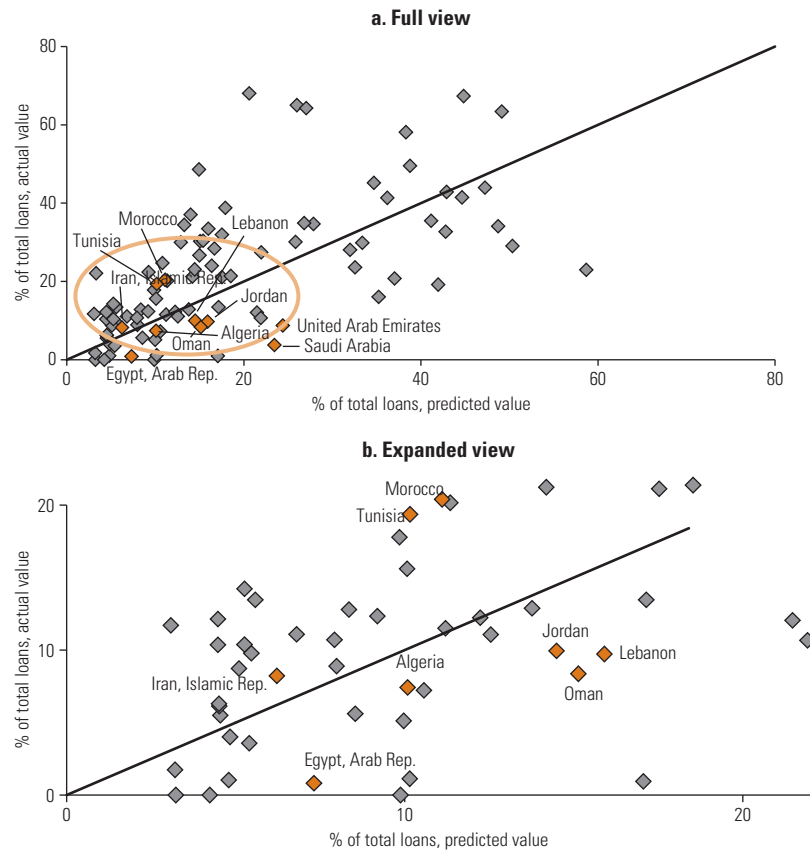 a. Full view
80
60
40
20
0
% of total loans, actual value
Morocco
Lebanon
Tunisia
Iran, Islamic Rep.
Jordan
United Arab Emirates
Algeria
Oman
Saudi Arabia
Egypt, Arab Rep.
0 20 40 60 80
% of total loans, predicted value
b. Expanded view
20
10
0
% of total loans, actual value
Morocco
Tunisia
Jordan
Lebanon
Algeria
Iran, Islamic Rep.
Oman
Egypt, Arab Rep.
0 10 20
% of total loans, predicted value